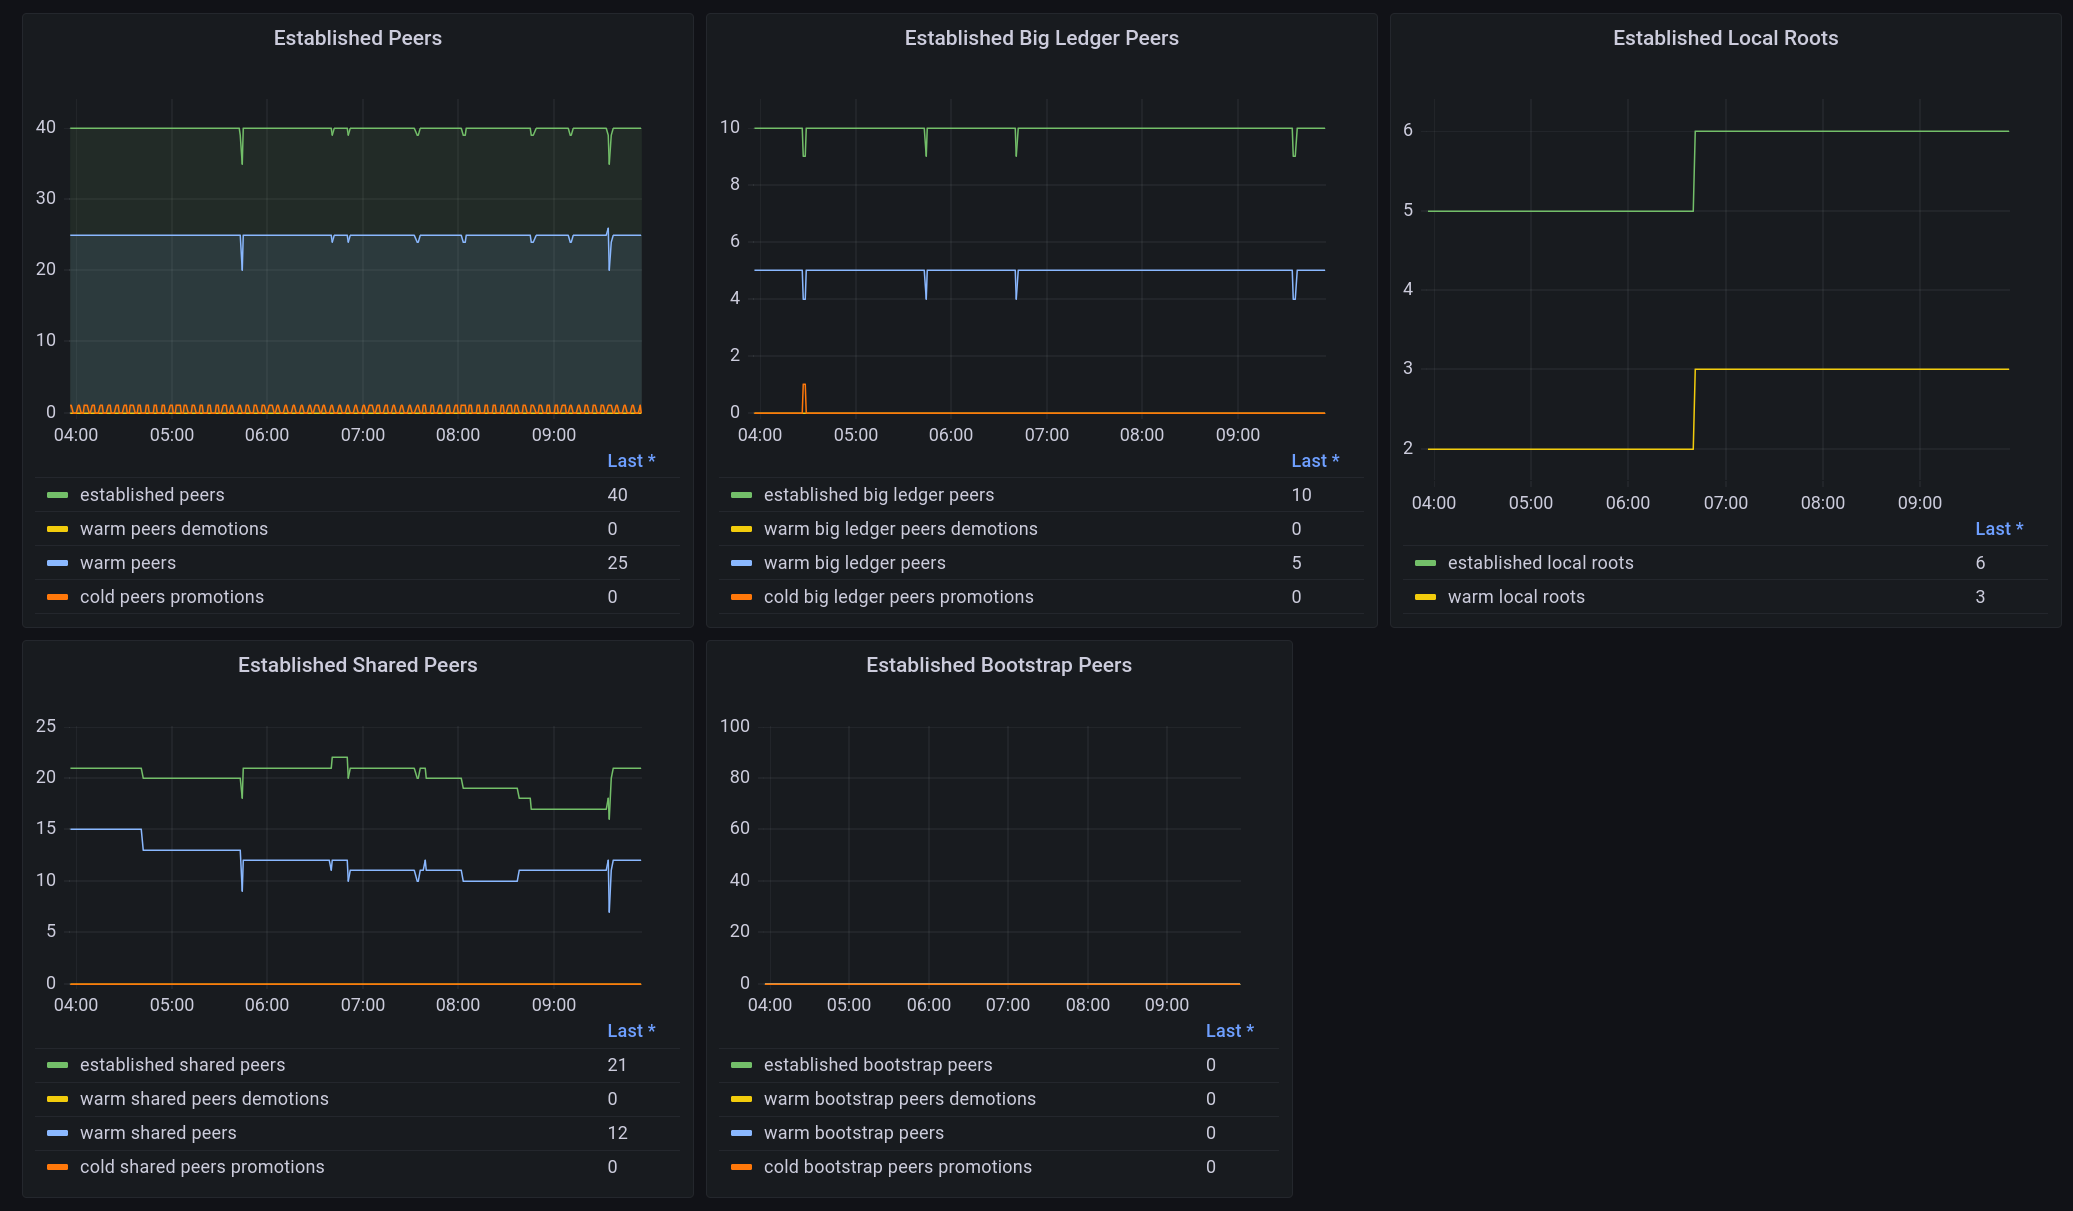 Established Peers
40
30
20
10
0
04:00 05:00 06:00 07:00 08:00 09:00
Last *
established peers 40
warm peers demotions 0
warm peers 25
cold peers promotions 0
Established Big Ledger Peers
10
8
6
4
2
0
04:00 05:00 06:00 07:00 08:00 09:00
Last *
established big ledger peers 10
warm big ledger peers demotions 0
warm big ledger peers 5
cold big ledger peers promotions 0
Established Local Roots
6
5
4
3
2
04:00 05:00 06:00 07:00 08:00 09:00
Last *
established local roots 6
warm local roots 3
Established Shared Peers
25
20
15
10
5
0
04:00 05:00 06:00 07:00 08:00 09:00
Last *
established shared peers 21
warm shared peers demotions 0
warm shared peers 12
cold shared peers promotions 0
Established Bootstrap Peers
100
80
60
40
20
0
04:00 05:00 06:00 07:00 08:00 09:00
Last *
established bootstrap peers 0
warm bootstrap peers demotions 0
warm bootstrap peers 0
cold bootstrap peers promotions 0